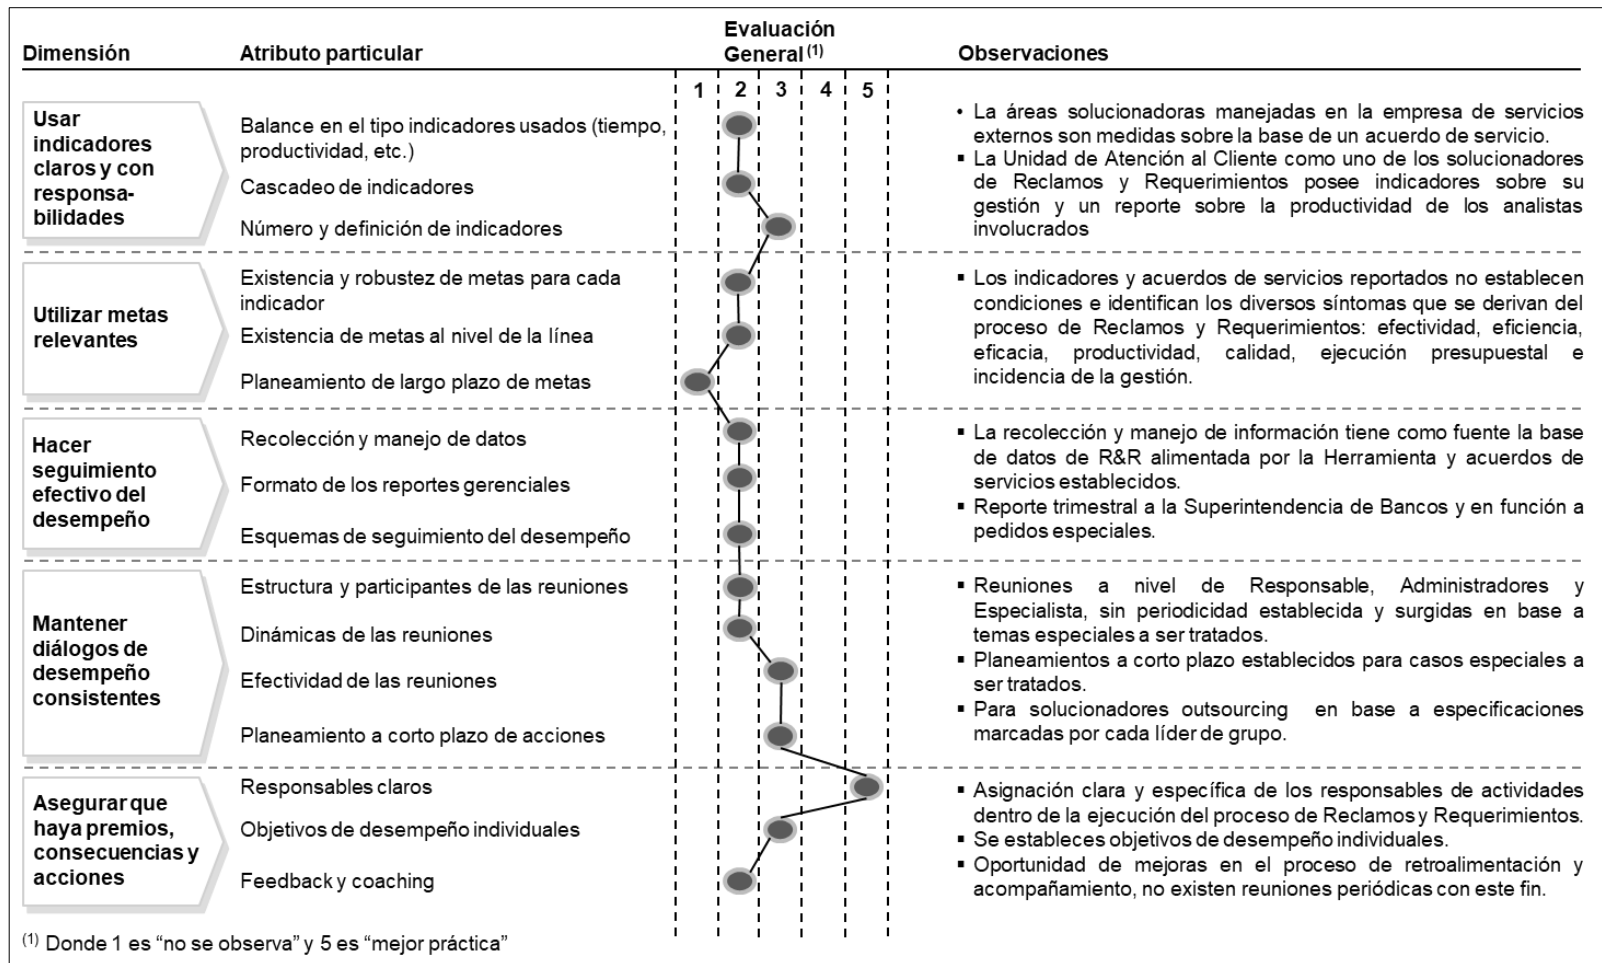 Dimensión
Atributo particular
Evaluación
General (1)
Observaciones
1 2 3 4 5
Usar
indicadores
claros y con
responsa-
bilidades
Balance en el tipo indicadores usados (tiempo,
productividad, etc.)
Cascadeo de indicadores
Número y definición de indicadores
• La áreas solucionadoras manejadas en la empresa de servicios
externos son medidas sobre la base de un acuerdo de servicio.
▪ La Unidad de Atención al Cliente como uno de los solucionadores
de Reclamos y Requerimientos posee indicadores sobre su
gestión y un reporte sobre la productividad de los analistas
involucrados
Utilizar metas
relevantes
Existencia y robustez de metas para cada
indicador
Existencia de metas al nivel de la línea
Planeamiento de largo plazo de metas
▪ Los indicadores y acuerdos de servicios reportados no establecen
condiciones e identifican los diversos síntomas que se derivan del
proceso de Reclamos y Requerimientos: efectividad, eficiencia,
eficacia, productividad, calidad, ejecución presupuestal e
incidencia de la gestión.
Hacer
seguimiento
efectivo del
desempeño
Recolección y manejo de datos
Formato de los reportes gerenciales
Esquemas de seguimiento del desempeño
▪ La recolección y manejo de información tiene como fuente la base
de datos de R&R alimentada por la Herramienta y acuerdos de
servicios establecidos.
▪ Reporte trimestral a la Superintendencia de Bancos y en función a
pedidos especiales.
Mantener
diálogos de
desempeño
consistentes
Estructura y participantes de las reuniones
Dinámicas de las reuniones
Efectividad de las reuniones
Planeamiento a corto plazo de acciones
▪ Reuniones a nivel de Responsable, Administradores y
Especialista, sin periodicidad establecida y surgidas en base a
temas especiales a ser tratados.
▪ Planeamientos a corto plazo establecidos para casos especiales a
ser tratados.
▪ Para solucionadores outsourcing en base a especificaciones
marcadas por cada líder de grupo.
Asegurar que
haya premios,
consecuencias y
acciones
Responsables claros
Objetivos de desempeño individuales
Feedback y coaching
▪ Asignación clara y específica de los responsables de actividades
dentro de la ejecución del proceso de Reclamos y Requerimientos.
▪ Se estableces objetivos de desempeño individuales.
▪ Oportunidad de mejoras en el proceso de retroalimentación y
acompañamiento, no existen reuniones periódicas con este fin.
(1) Donde 1 es “no se observa” y 5 es “mejor práctica”